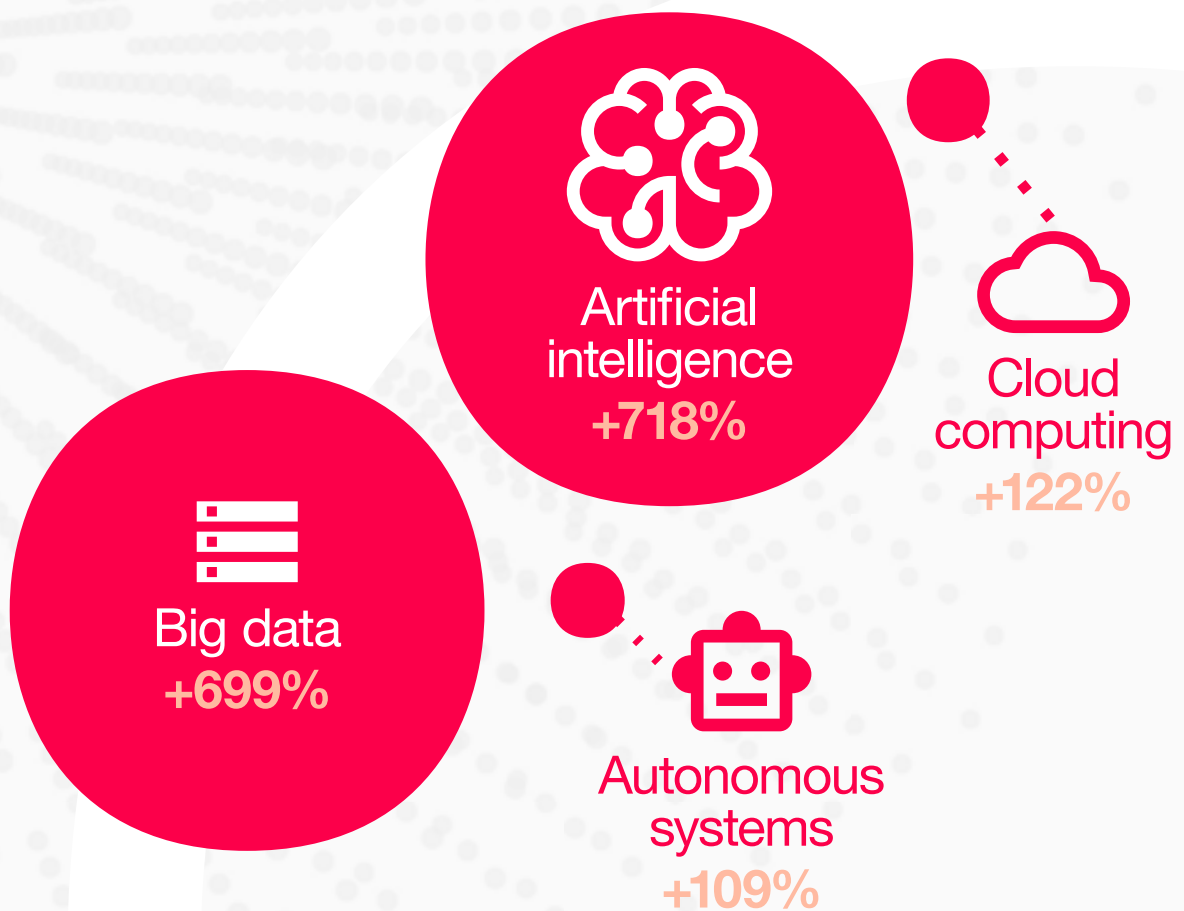 Artificial
intelligence
+718%
Cloud
computing
+122%
Big data
+699%
Autonomous
systems
+109%